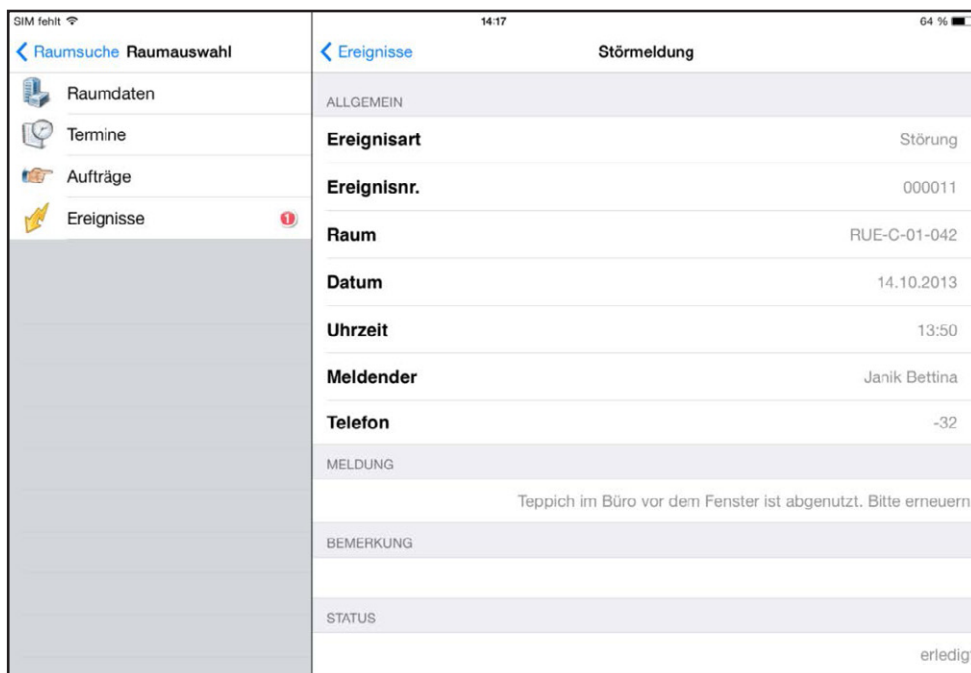 SIM fehlt 14:17 64 %
Raumsuche Raumauswahl
Raumdaten
Termine
Aufträge
Ereignisse 1
Ereignisse Störmeldung
ALLGEMEIN
Ereignisart Störung
Ereignisnr. 000011
Raum RUE-C-01-042
Datum 14.10.2013
Uhrzeit 13:50
Meldender Janik Bettina
Telefon -32
MELDUNG
Teppich im Büro vor dem Fenster ist abgenutzt. Bitte erneuern
BEMERKUNG
STATUS
erledigt